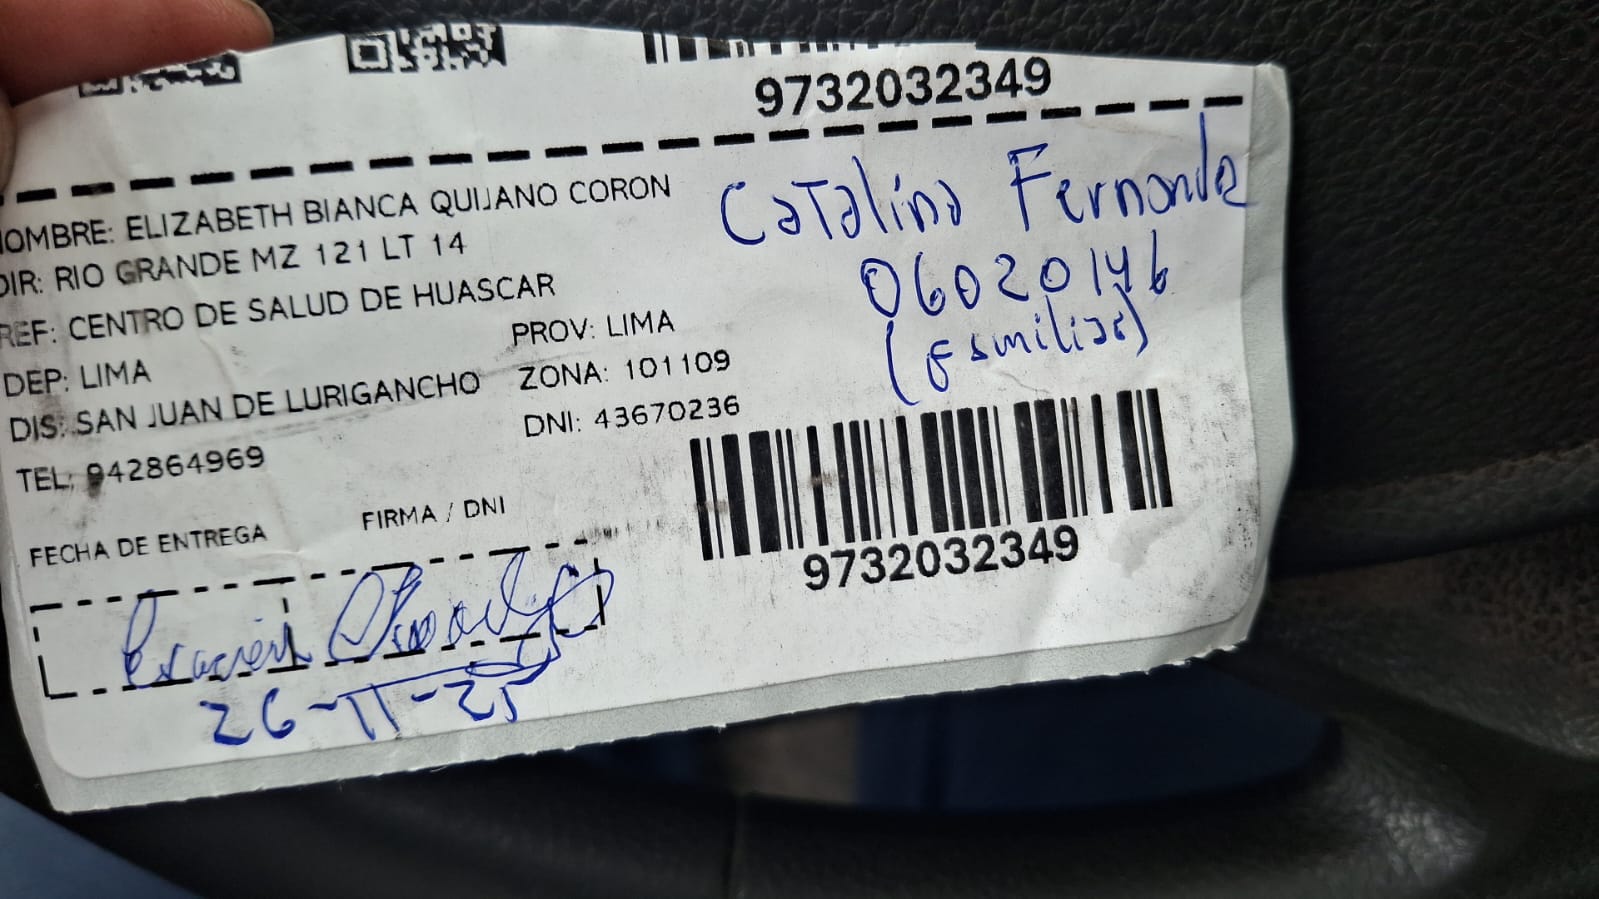 9732032349
NOMBRE: ELIZABETH BIANCA QUIJANO CORON
DIR: RIO GRANDE MZ 121 LT 14
REF: CENTRO DE SALUD DE HUASCAR
DEP: LIMA PROV: LIMA
DIS: SAN JUAN DE LURIGANCHO ZONA: 101109
TEL: 942864969 DNI: 43670236
FECHA DE ENTREGA FIRMA / DNI
26-11-25
Catalina Fernande
06020146
(familiar)
9732032349